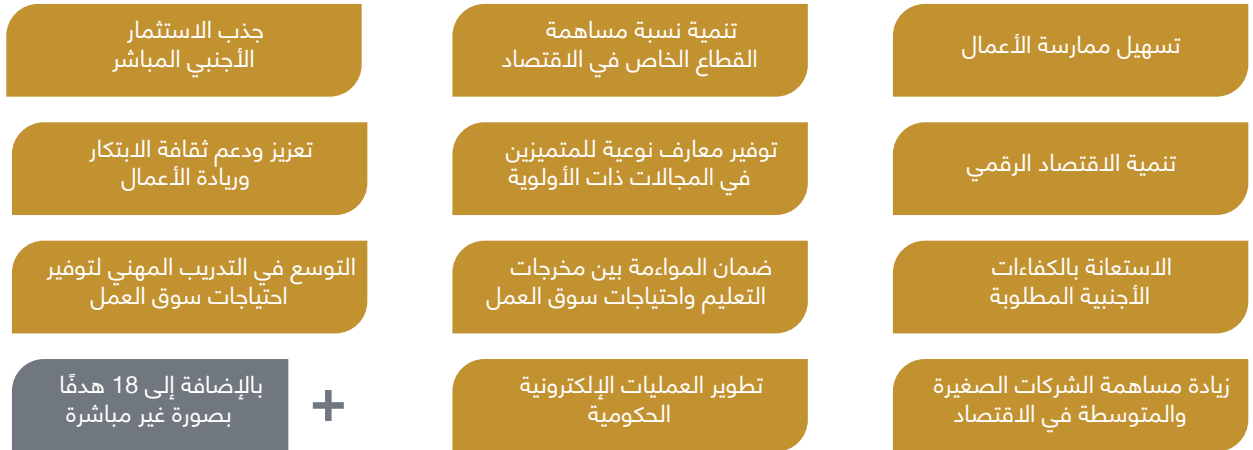 تسهيل ممارسة الأعمال
تنمية نسبة مساهمة
القطاع الخاص في الاقتصاد
جذب الاستثمار
الأجنبي المباشر
تنمية الاقتصاد الرقمي
توفير معارف نوعية للمتميزين
في المجالات ذات الأولوية
تعزيز ودعم ثقافة الابتكار
وريادة الأعمال
الاستعانة بالكفاءات
الأجنبية المطلوبة
ضمان المواءمة بين مخرجات
التعليم واحتياجات سوق العمل
التوسع في التدريب المهني لتوفير
احتياجات سوق العمل
زيادة مساهمة الشركات الصغيرة
والمتوسطة في الاقتصاد
تطوير العمليات الإلكترونية
الحكومية
+
بالإضافة إلى 18 هدفًا
بصورة غير مباشرة